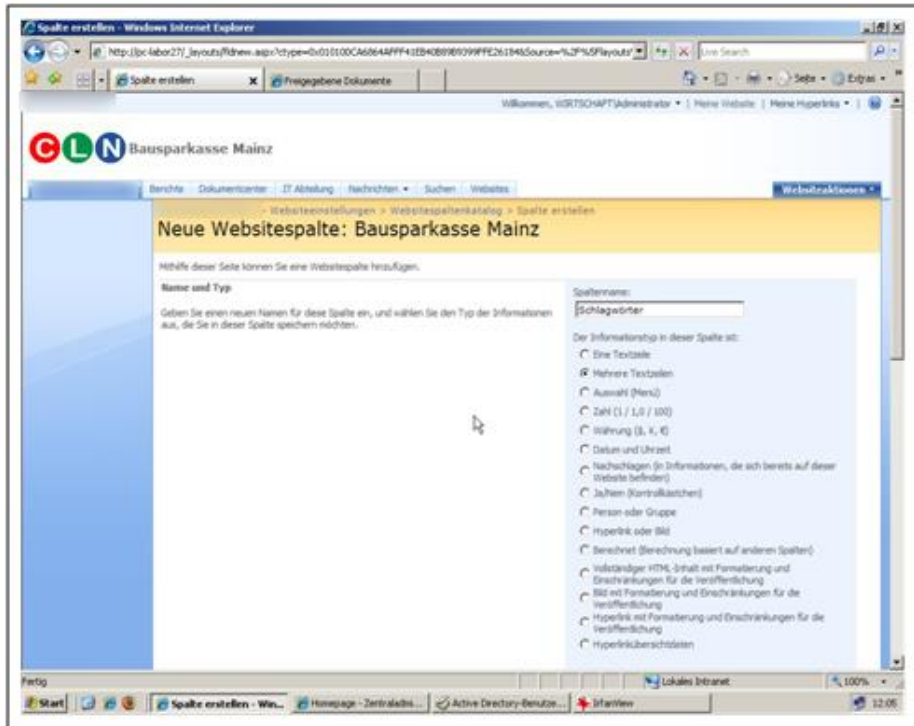 Spalte erstellen - Windows Internet Explorer
Live Search
Spalte erstellen
Freigegebene Dokumente
Seite
Extras
Willkommen, WIRTSCHAFT\Administrator
Meine Website
Meine Hyperlinks
CLN Bausparkasse Mainz
Berichte
Dokumentcenter
IT Abteilung
Nachrichten
Suchen
Websites
Websiteaktionen
- Websiteeinstellungen > Websitespaltenkatalog > Spalte erstellen
Neue Websitespalte: Bausparkasse Mainz
Mithilfe dieser Seite können Sie eine Websitespalte hinzufügen.
Name und Typ
Geben Sie einen neuen Namen für diese Spalte ein, und wählen Sie den Typ der Informationen
aus, die Sie in dieser Spalte speichern möchten.
Spaltenname:
Schlagwörter
Der Informationstyp in dieser Spalte ist:
Eine Textzeile
Mehrere Textzeilen
Auswahl (Menü)
Zahl (1 / 1,0 / 100)
Währung ($, ¥, €)
Datum und Uhrzeit
Nachschlagen (in Informationen, die sich bereits auf dieser
Website befinden)
Ja/Nein (Kontrollkästchen)
Person oder Gruppe
Hyperlink oder Bild
Berechnet (Berechnung basiert auf anderen Spalten)
Vollständiger HTML-Inhalt mit Formatierung und
Einschränkungen für die Veröffentlichung
Bild mit Formatierung und Einschränkungen für die
Veröffentlichung
Hyperlink mit Formatierung und Einschränkungen für die
Veröffentlichung
Hyperlinkübersichtsdaten
Fertig
Lokales Intranet
100%
Start
Spalte erstellen - Win...
Homepage - Zentraladmi...
Active Directory-Benutze...
IrfanView
12:05